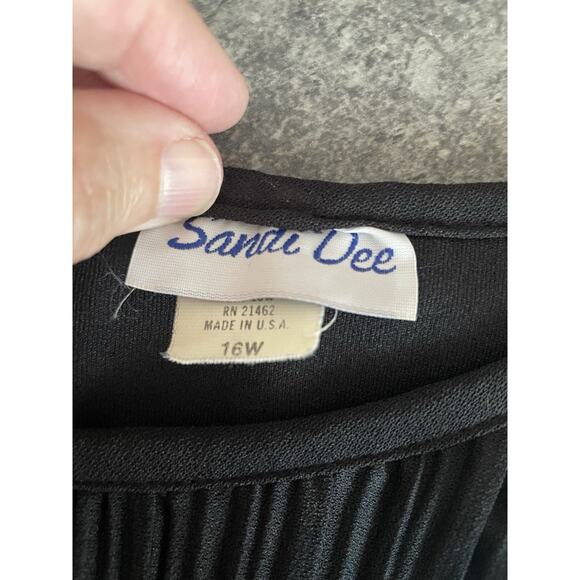 Sandi Dee
RN 21462
MADE IN U.S.A.
16W